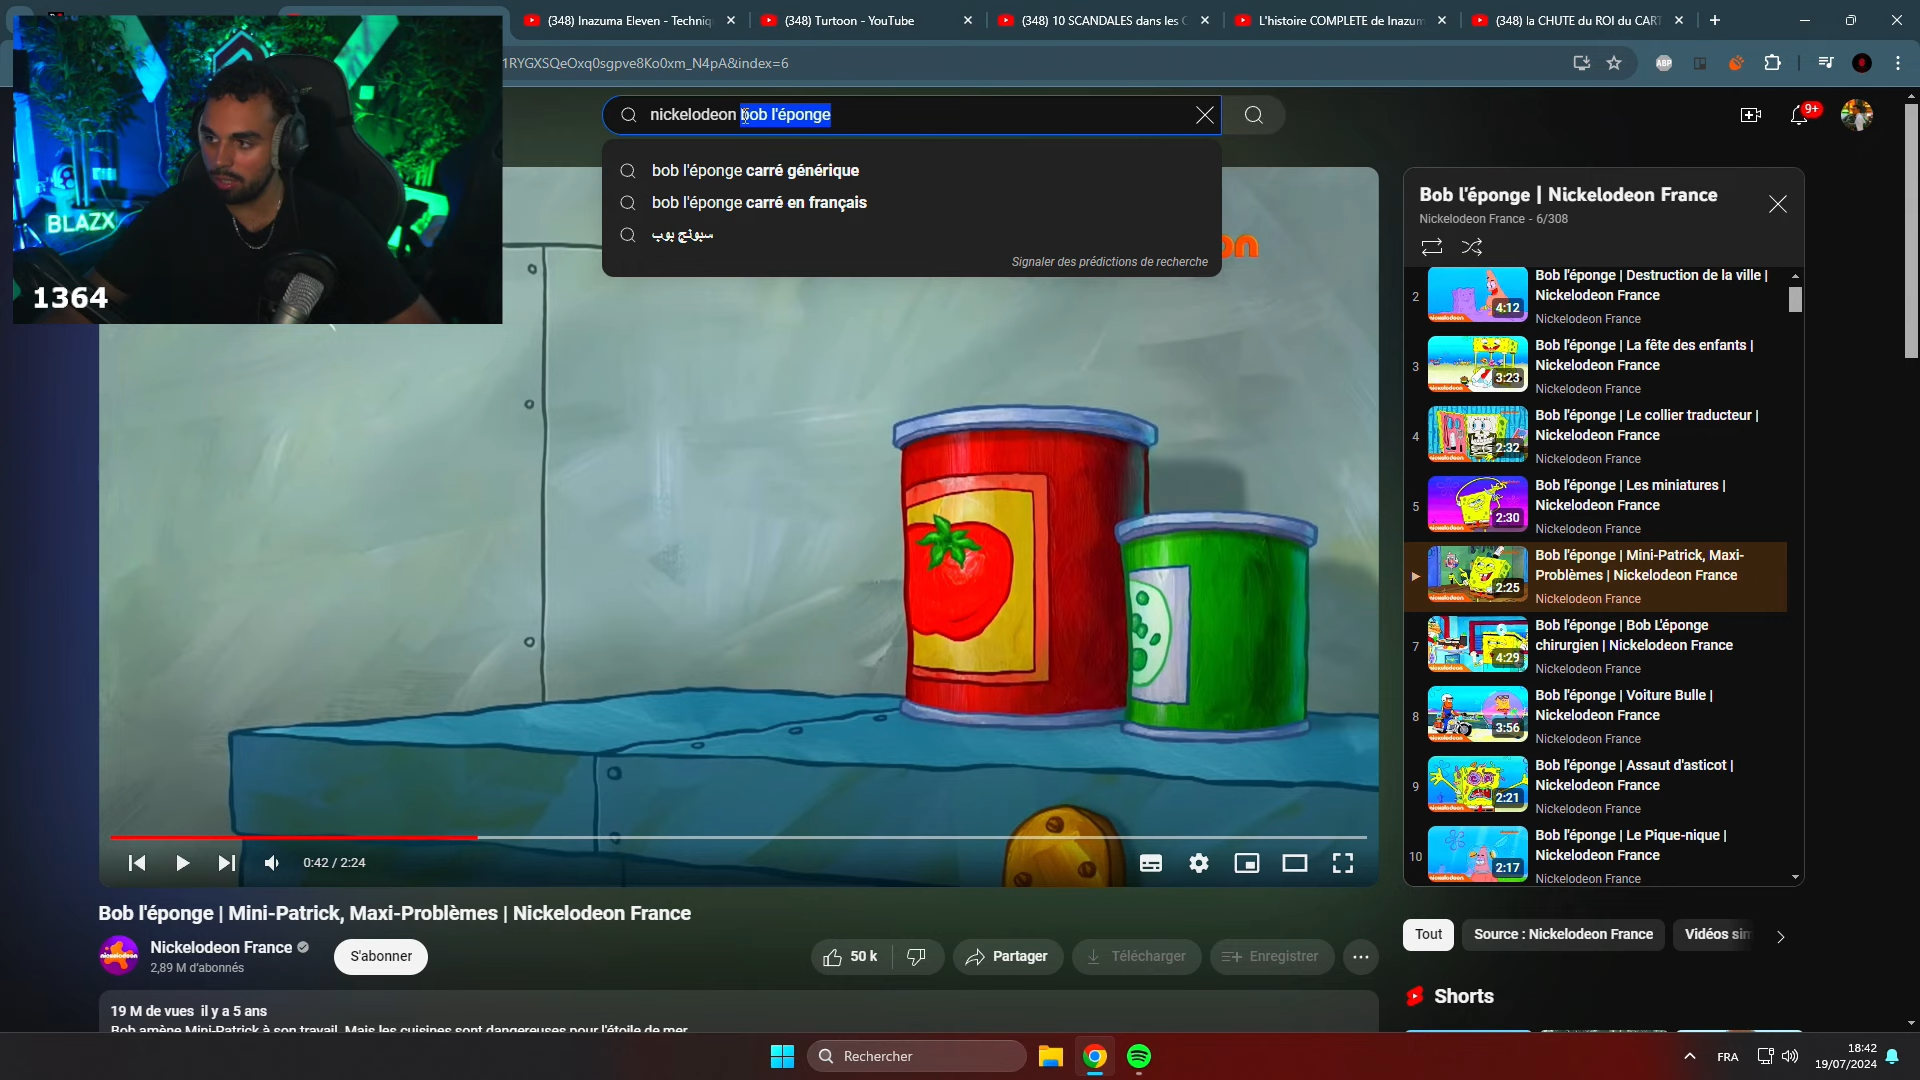 (348) Inazuma Eleven - Techniq
(348) Turtoon - YouTube
(348) 10 SCANDALES dans les
L'histoire COMPLETE de Inazum
(348) la CHUTE du ROI du CART
1RYGXSQeOxq0sgpve8Ko0xm_N4pA&index=6
ABP
nickelodeon bob l'éponge
9+
bob l'éponge carré générique
bob l'éponge carré en français
سبونج بوب
Signaler des prédictions de recherche
on
BLAZX
1364
Bob l'éponge | Nickelodeon France
Nickelodeon France - 6/308
2
4:12
Bob l'éponge | Destruction de la ville |
Nickelodeon France
Nickelodeon France
3
3:23
Bob l'éponge | La fête des enfants |
Nickelodeon France
Nickelodeon France
4
2:32
Bob l'éponge | Le collier traducteur |
Nickelodeon France
Nickelodeon France
5
2:30
Bob l'éponge | Les miniatures |
Nickelodeon France
Nickelodeon France
2:25
Bob l'éponge | Mini-Patrick, Maxi-
Problèmes | Nickelodeon France
Nickelodeon France
7
4:29
Bob l'éponge | Bob L'éponge
chirurgien | Nickelodeon France
Nickelodeon France
8
3:56
Bob l'éponge | Voiture Bulle |
Nickelodeon France
Nickelodeon France
9
2:21
Bob l'éponge | Assaut d'asticot |
Nickelodeon France
Nickelodeon France
10
2:17
Bob l'éponge | Le Pique-nique |
Nickelodeon France
Nickelodeon France
0:42 / 2:24
Bob l'éponge | Mini-Patrick, Maxi-Problèmes | Nickelodeon France
Nickelodeon France
2,89 M d'abonnés
S'abonner
50 k
Partager
Télécharger
Enregistrer
Tout
Source : Nickelodeon France
Vidéos sim
Shorts
19 M de vues il y a 5 ans
Bob amène Mini-Patrick à son travail. Mais les cuisines sont dangereuses pour l'étoile de mer
Rechercher
FRA
18:42
19/07/2024